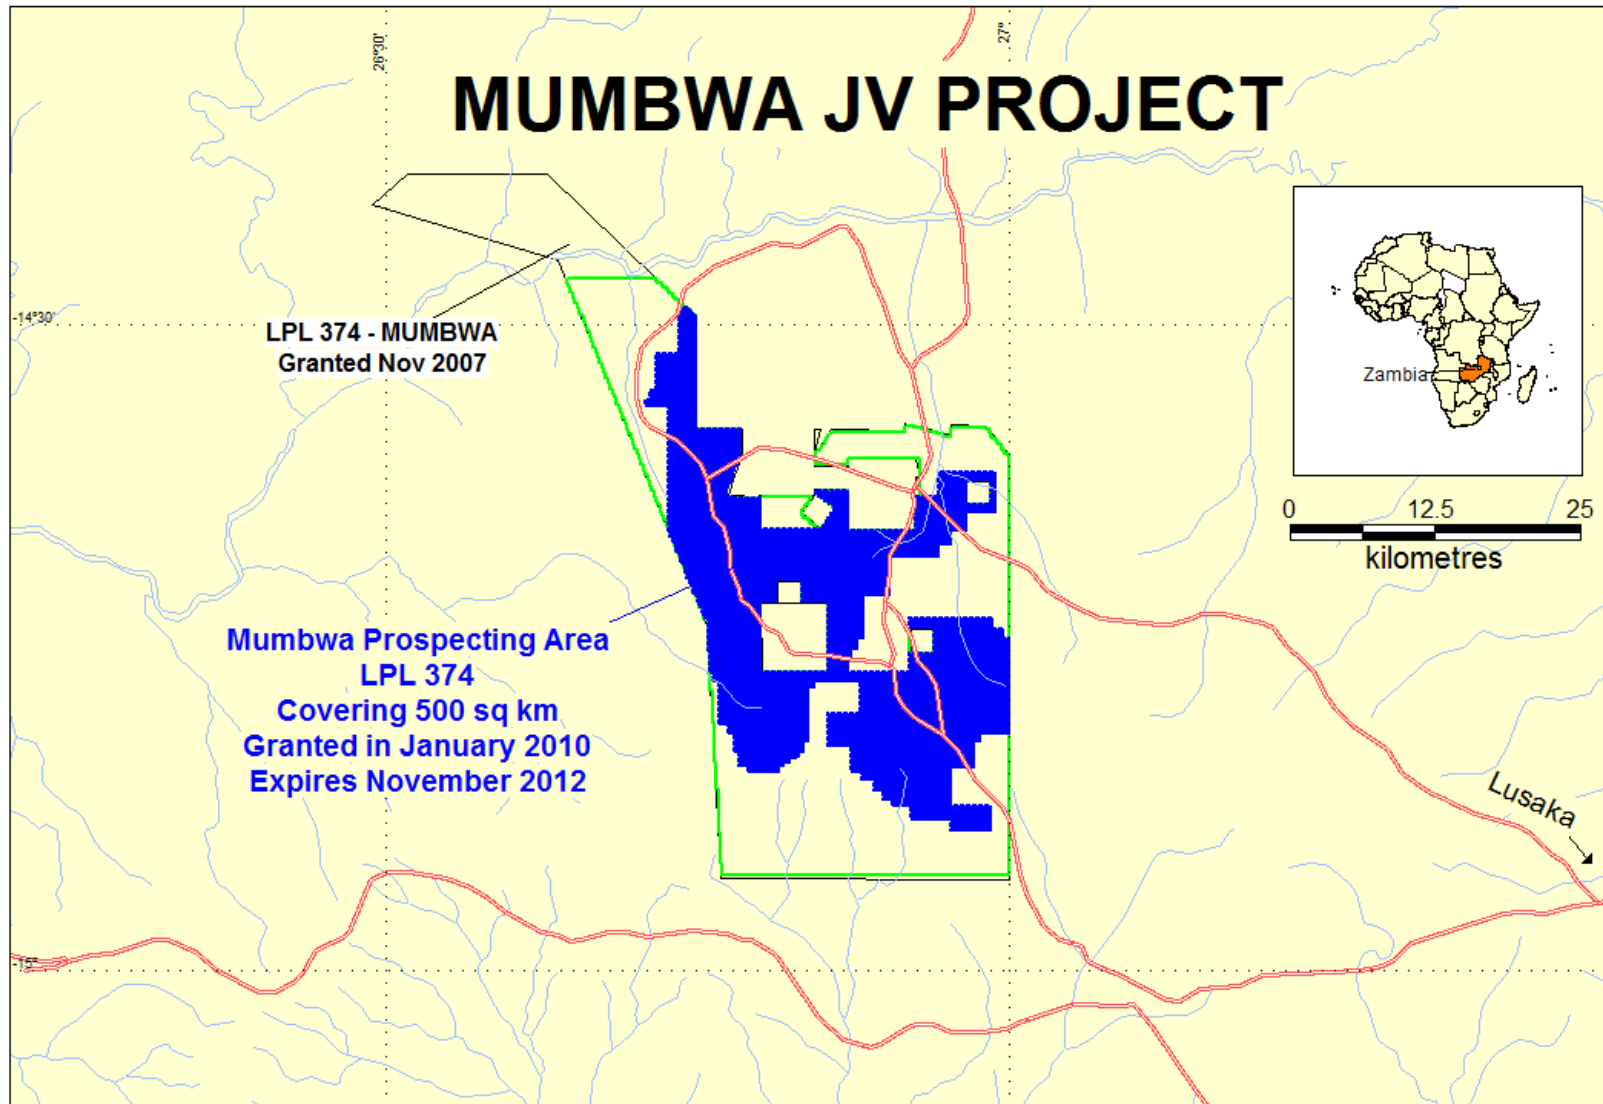 26°30'
27°
MUMBWA JV PROJECT
-14°30'
LPL 374 - MUMBWA
Granted Nov 2007
Zambia
0 12.5 25
kilometres
Mumbwa Prospecting Area
LPL 374
Covering 500 sq km
Granted in January 2010
Expires November 2012
Lusaka
-15°